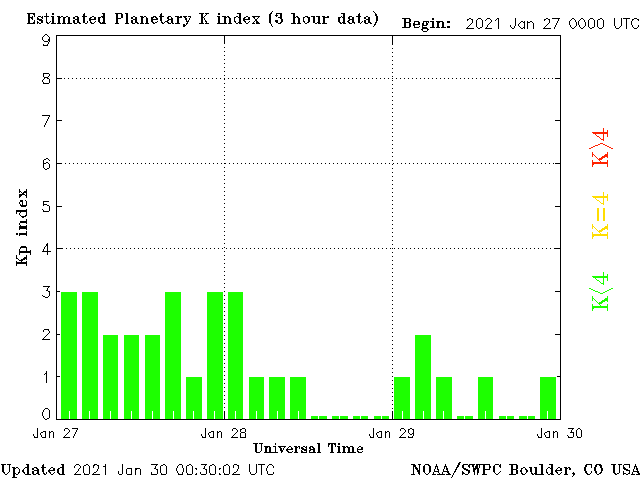 Estimated Planetary K index (3 hour data) Begin: 2021 Jan 27 0000 UTC
9
8
7
6
5
4
3
2
1
0
Kp index
K>4
K=4
K<4
Jan 27 Jan 28 Jan 29 Jan 30
Universal Time
Updated 2021 Jan 30 00:30:02 UTC NOAA/SWPC Boulder, CO USA